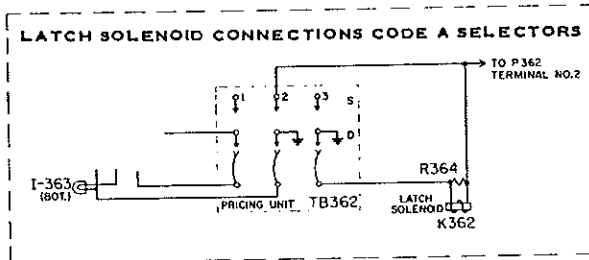 LATCH SOLENOID CONNECTIONS CODE A SELECTORS
TO P362
TERMINAL NO.2
1 2 3 S
D
I-363
(BOT.)
R364
PRICING UNIT TB362
LATCH
SOLENOID
K362